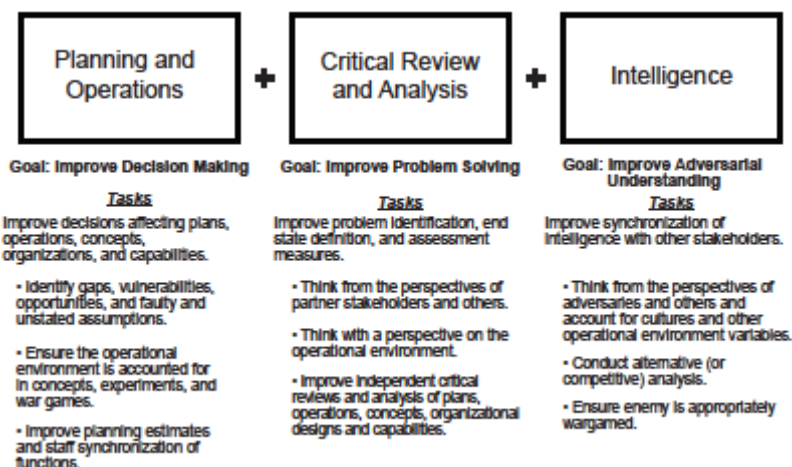 Planning and
Operations
+
Critical Review
and Analysis
+
Intelligence
Goal: Improve Decision Making
Tasks
Improve decisions affecting plans,
operations, concepts,
organizations, and capabilities.
• Identify gaps, vulnerabilities,
opportunities, and faulty and
unstated assumptions.
• Ensure the operational
environment is accounted for
in concepts, experiments, and
war games.
• Improve planning estimates
and staff synchronization of
functions.
Goal: Improve Problem Solving
Tasks
Improve problem identification, end
state definition, and assessment
measures.
• Think from the perspectives of
partner stakeholders and others.
• Think with a perspective on the
operational environment.
• Improve independent critical
reviews and analysis of plans,
operations, concepts, organizational
designs and capabilities.
Goal: Improve Adversarial
Understanding
Tasks
Improve synchronization of
intelligence with other stakeholders.
• Think from the perspectives of
adversaries and others and
account for cultures and other
operational environment variables.
• Conduct alternative (or
competitive) analysis.
• Ensure enemy is appropriately
wargamed.